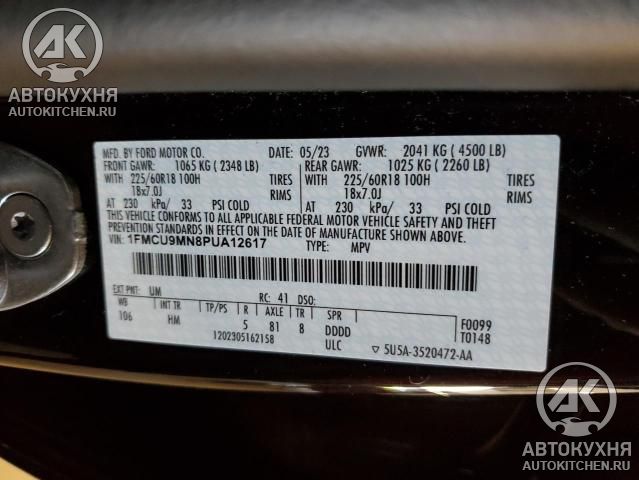 AK
АВТОКУХНЯ
AUTOKITCHEN.RU
MFD. BY FORD MOTOR CO. DATE: 05/23 GVWR: 2041 KG ( 4500 LB)
FRONT GAWR: 1065 KG ( 2348 LB) REAR GAWR: 1025 KG ( 2260 LB)
WITH 225/60R18 100H TIRES WITH 225/60R18 100H TIRES
18x7.0J RIMS 18x7.0J RIMS
AT 230 kPa/ 33 PSI COLD AT 230 kPa/ 33 PSI COLD
THIS VEHICLE CONFORMS TO ALL APPLICABLE FEDERAL MOTOR VEHICLE SAFETY AND THEFT
PREVENTION STANDARDS IN EFFECT ON THE DATE OF MANUFACTURE SHOWN ABOVE.
VIN: 1FMCU9MN8PUA12617 TYPE: MPV
EXT PNT: UM RC: 41 DSO:
WB INT TR TP/PS R AXLE TR SPR F0099
106 HM 5 81 8 DDDD T0148
1202305162158 ULC ▽ 5U5A-3520472-AA
AK
АВТОКУХНЯ
AUTOKITCHEN.RU